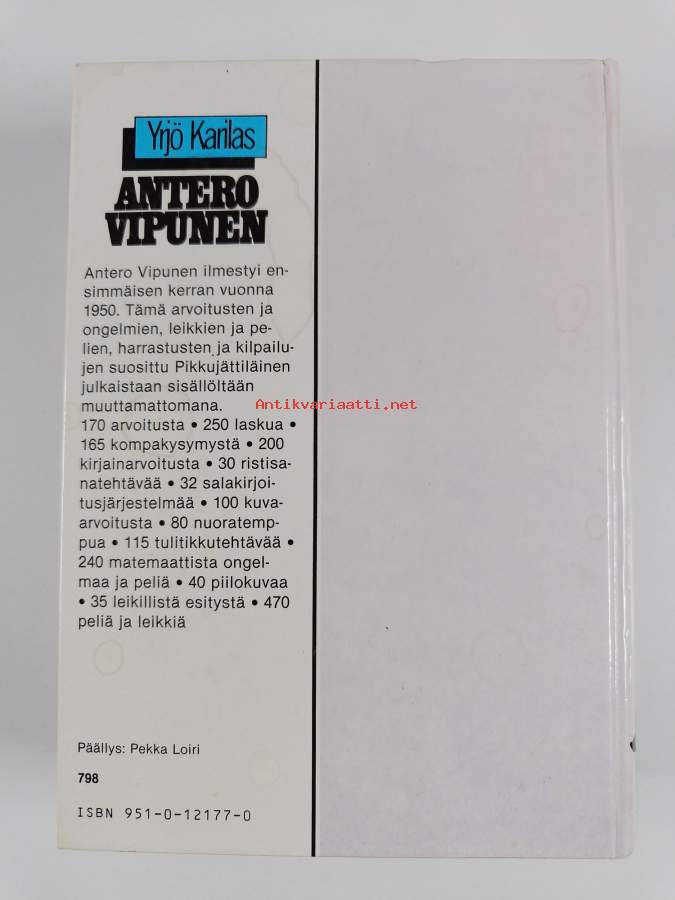 Yrjö Karilas
ANTERO
VIPUNEN
Antero Vipunen ilmestyi en-
simmäisen kerran vuonna
1950. Tämä arvoitusten ja
ongelmien, leikkien ja pe-
lien, harrastusten ja kilpailu-
jen suosittu Pikkujättiläinen
julkaistaan sisällöltään
muuttamattomana.
Antikvariaatti.net
170 arvoitusta • 250 laskua •
165 kompakysymystä • 200
kirjainarvoitusta • 30 ristisa-
natehtävää • 32 salakirjoi-
tusjärjestelmää • 100 kuva-
arvoitusta • 80 nuoratemp-
pua • 115 tulitikkutehtävää •
240 matemaattista ongel-
maa ja peliä • 40 piilokuvaa
• 35 leikillistä esitystä • 470
peliä ja leikkiä
Päällys: Pekka Loiri
798
ISBN 951-0-12177-0